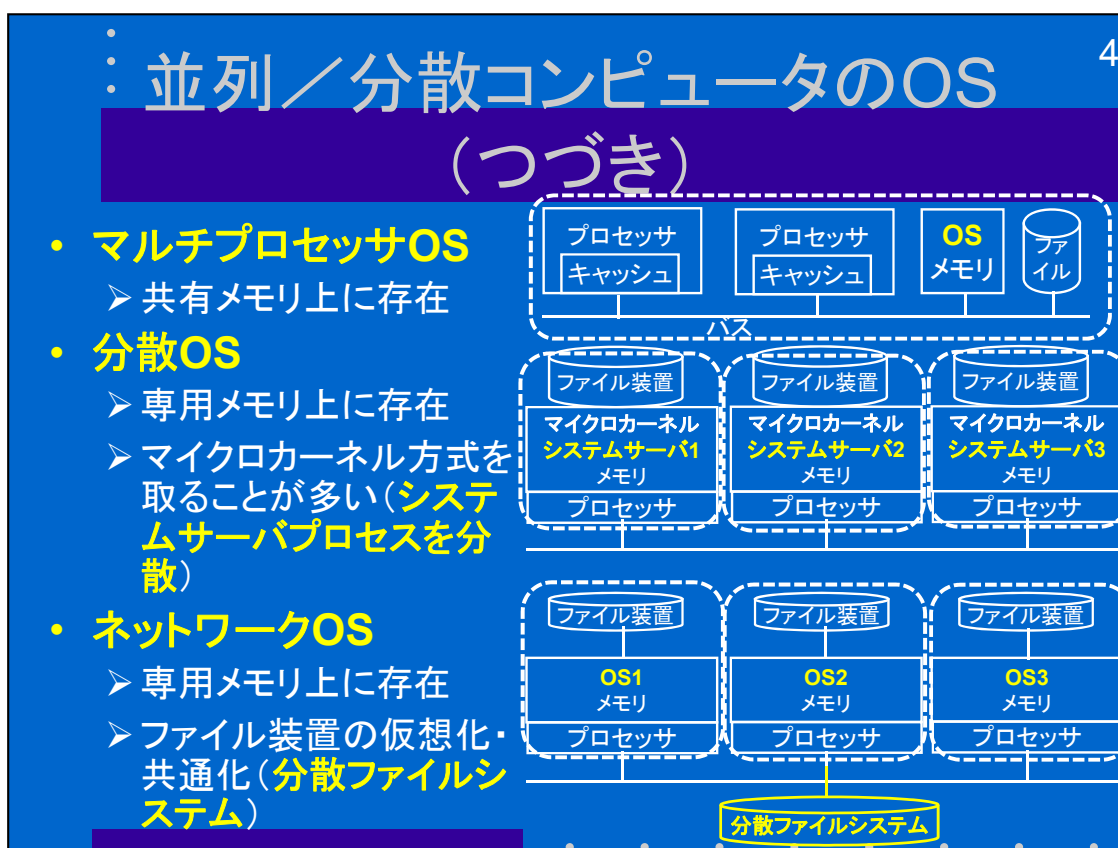 4
並列／分散コンピュータのOS
（つづき）
• マルチプロセッサOS
➢ 共有メモリ上に存在
• 分散OS
➢ 専用メモリ上に存在
➢ マイクロカーネル方式を
取ることが多い（システ
ムサーバプロセスを分
散）
• ネットワークOS
➢ 専用メモリ上に存在
➢ ファイル装置の仮想化・
共通化（分散ファイルシ
ステム）
プロセッサ
キャッシュ
プロセッサ
キャッシュ
OS
メモリ
ファ
イル
バス
ファイル装置
マイクロカーネル
システムサーバ1
メモリ
プロセッサ
ファイル装置
マイクロカーネル
システムサーバ2
メモリ
プロセッサ
ファイル装置
マイクロカーネル
システムサーバ3
メモリ
プロセッサ
ファイル装置
OS1
メモリ
プロセッサ
ファイル装置
OS2
メモリ
プロセッサ
ファイル装置
OS3
メモリ
プロセッサ
分散ファイルシステム